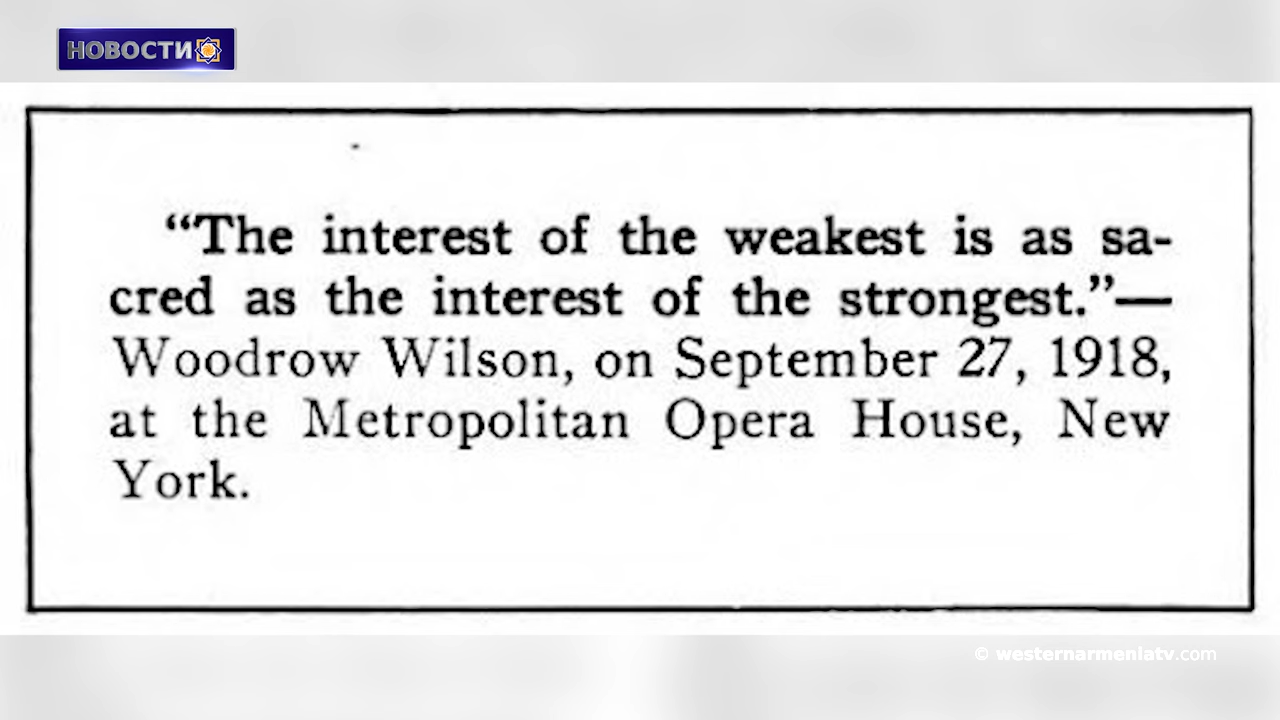 НОВОСТИ
“The interest of the weakest is as sa-
cred as the interest of the strongest.”—
Woodrow Wilson, on September 27, 1918,
at the Metropolitan Opera House, New
York.
© westernarmeniatv.com